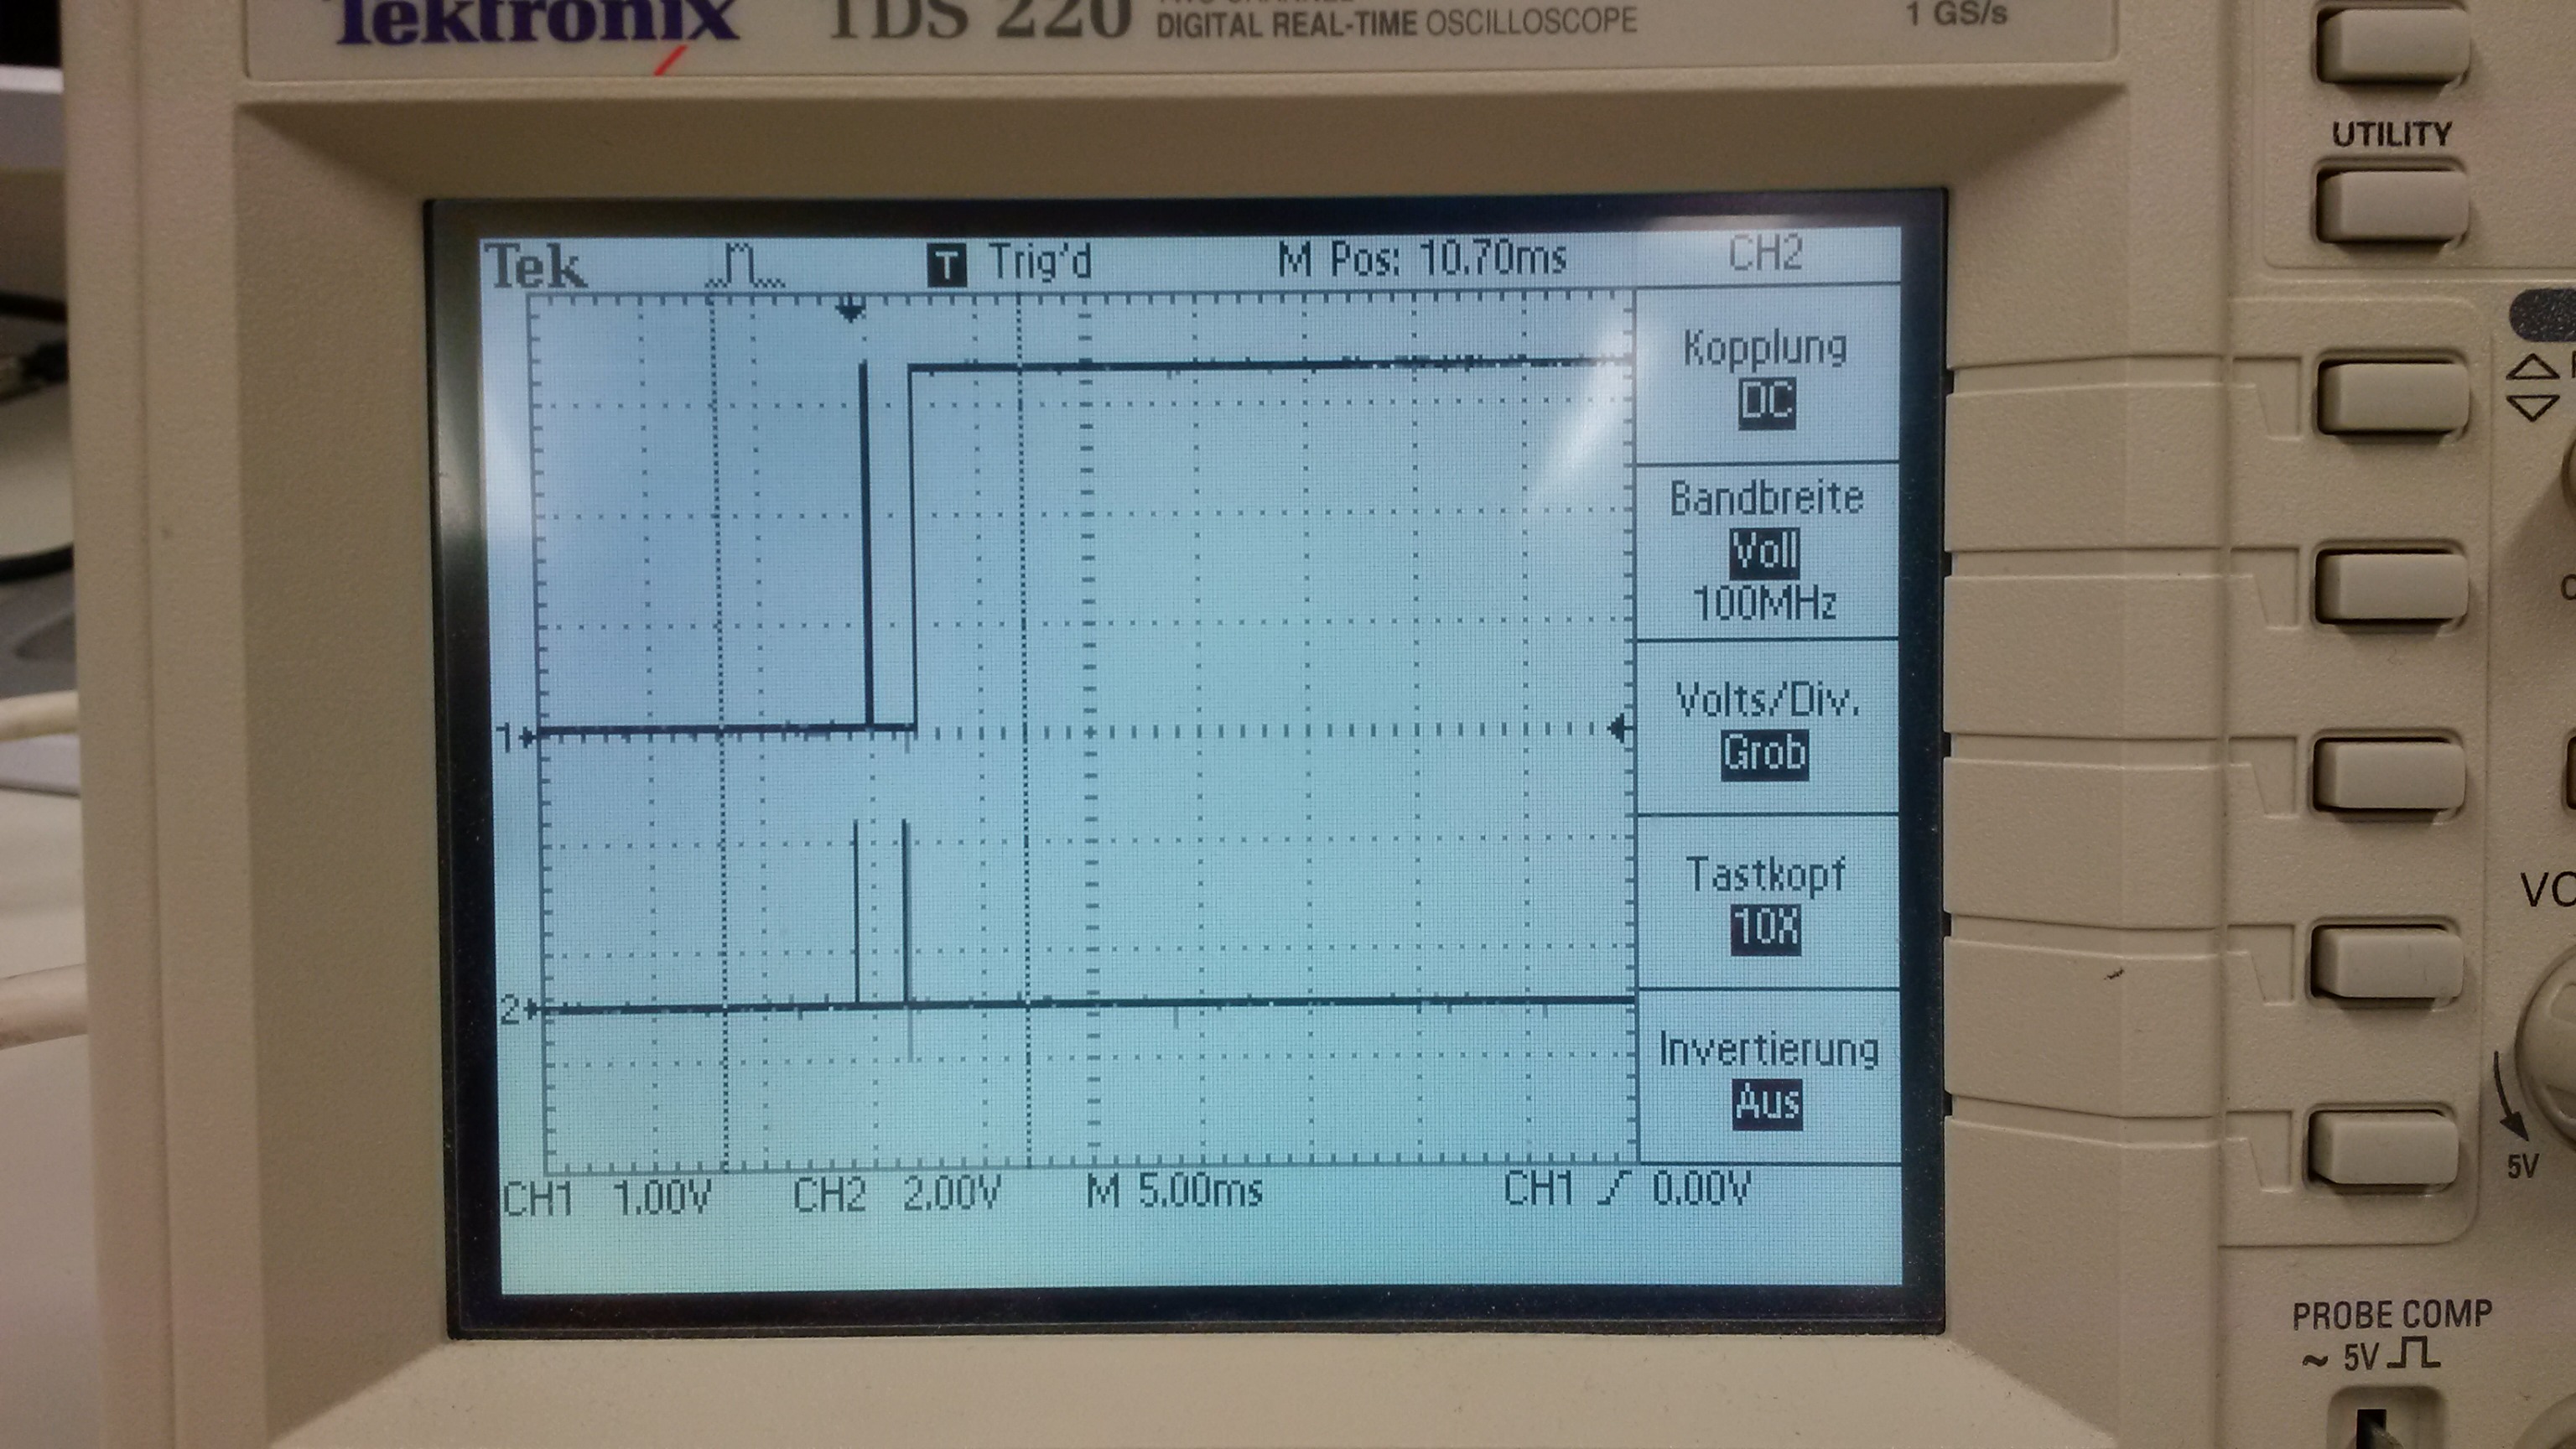 Tektronix TDS 220
DIGITAL REAL-TIME OSCILLOSCOPE
1 GS/s
UTILITY
Tek T Trig'd M Pos: 10.70ms CH2
Kopplung
DC
Bandbreite
Voll
100MHz
Volts/Div.
Grob
Tastkopf
10X
Invertierung
Aus
1
2
CH1 1.00V CH2 2.00V M 5.00ms CH1 0.00V
5V
PROBE COMP
~ 5V